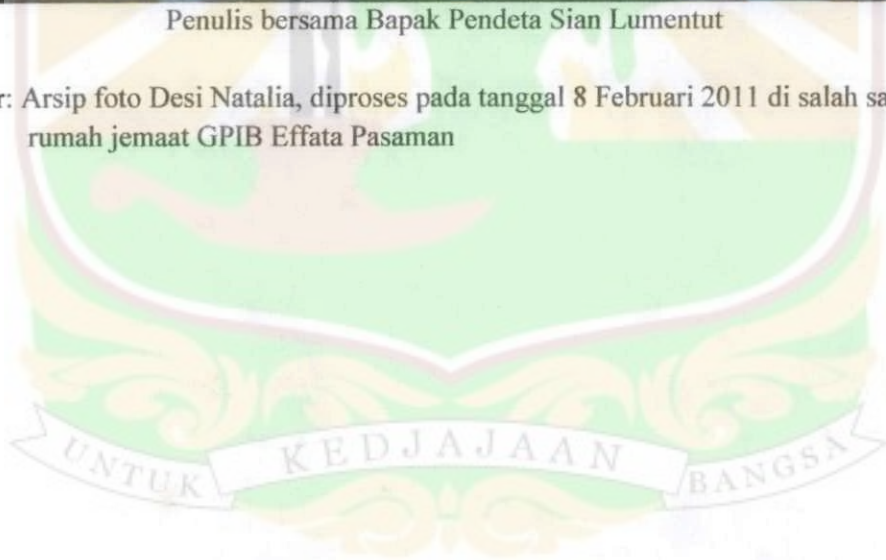 Penulis bersama Bapak Pendeta Sian Lumentut
r: Arsip foto Desi Natalia, diproses pada tanggal 8 Februari 2011 di salah sa
rumah jemaat GPIB Effata Pasaman
UNTUK KEDJAJAAN BANGSA